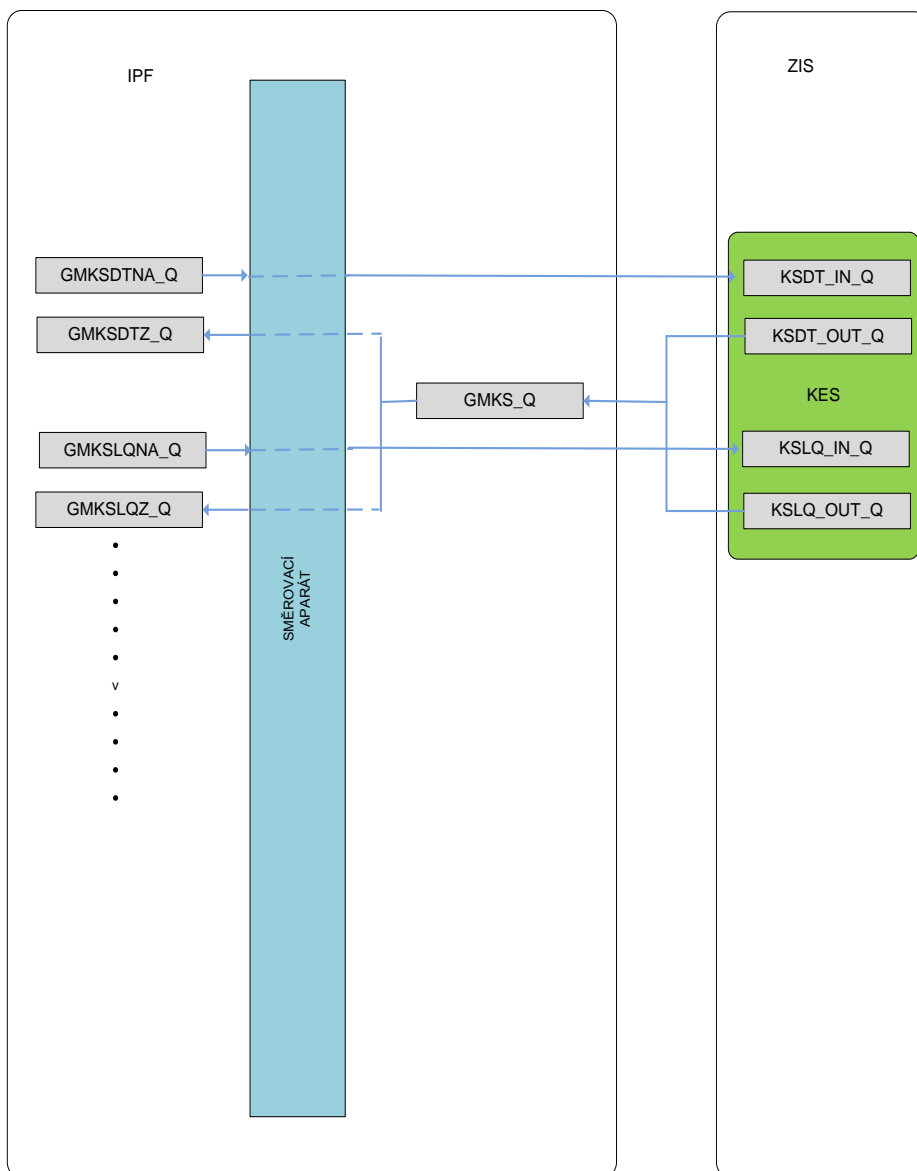 IPF
ZIS
GMKSDTNA_Q
KSDT_IN_Q
GMKSDTZ_Q
KSDT_OUT_Q
GMKS_Q
KES
GMKSLQNA_Q
KSLQ_IN_Q
GMKSLQZ_Q
KSLQ_OUT_Q
SMĚROVACÍ
APARÁT
v